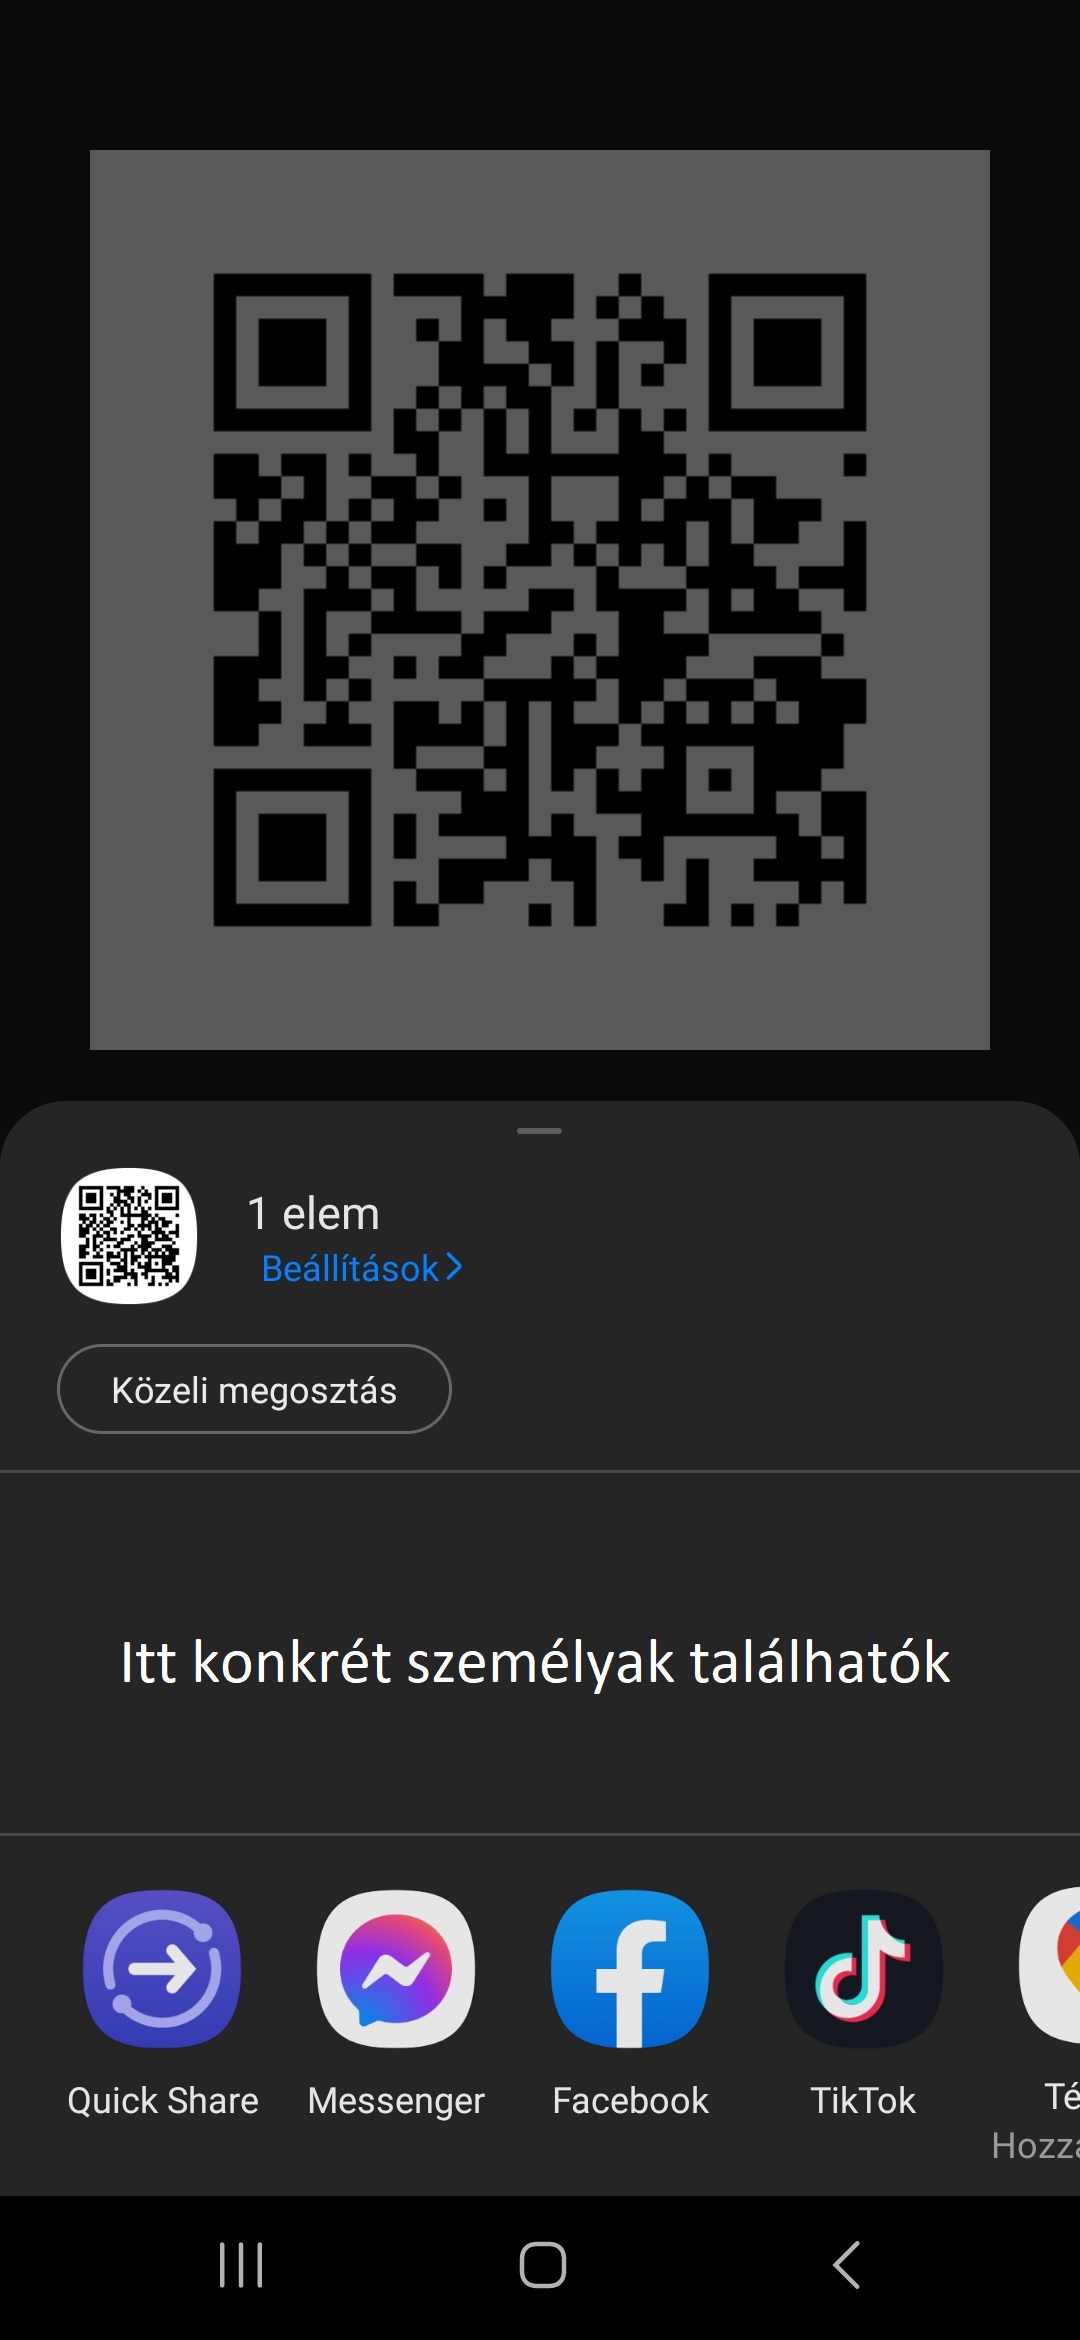 1 elem
Beállítások
Közeli megosztás
Itt konkrét személyak találhatók
Quick Share
Messenger
Facebook
TikTok